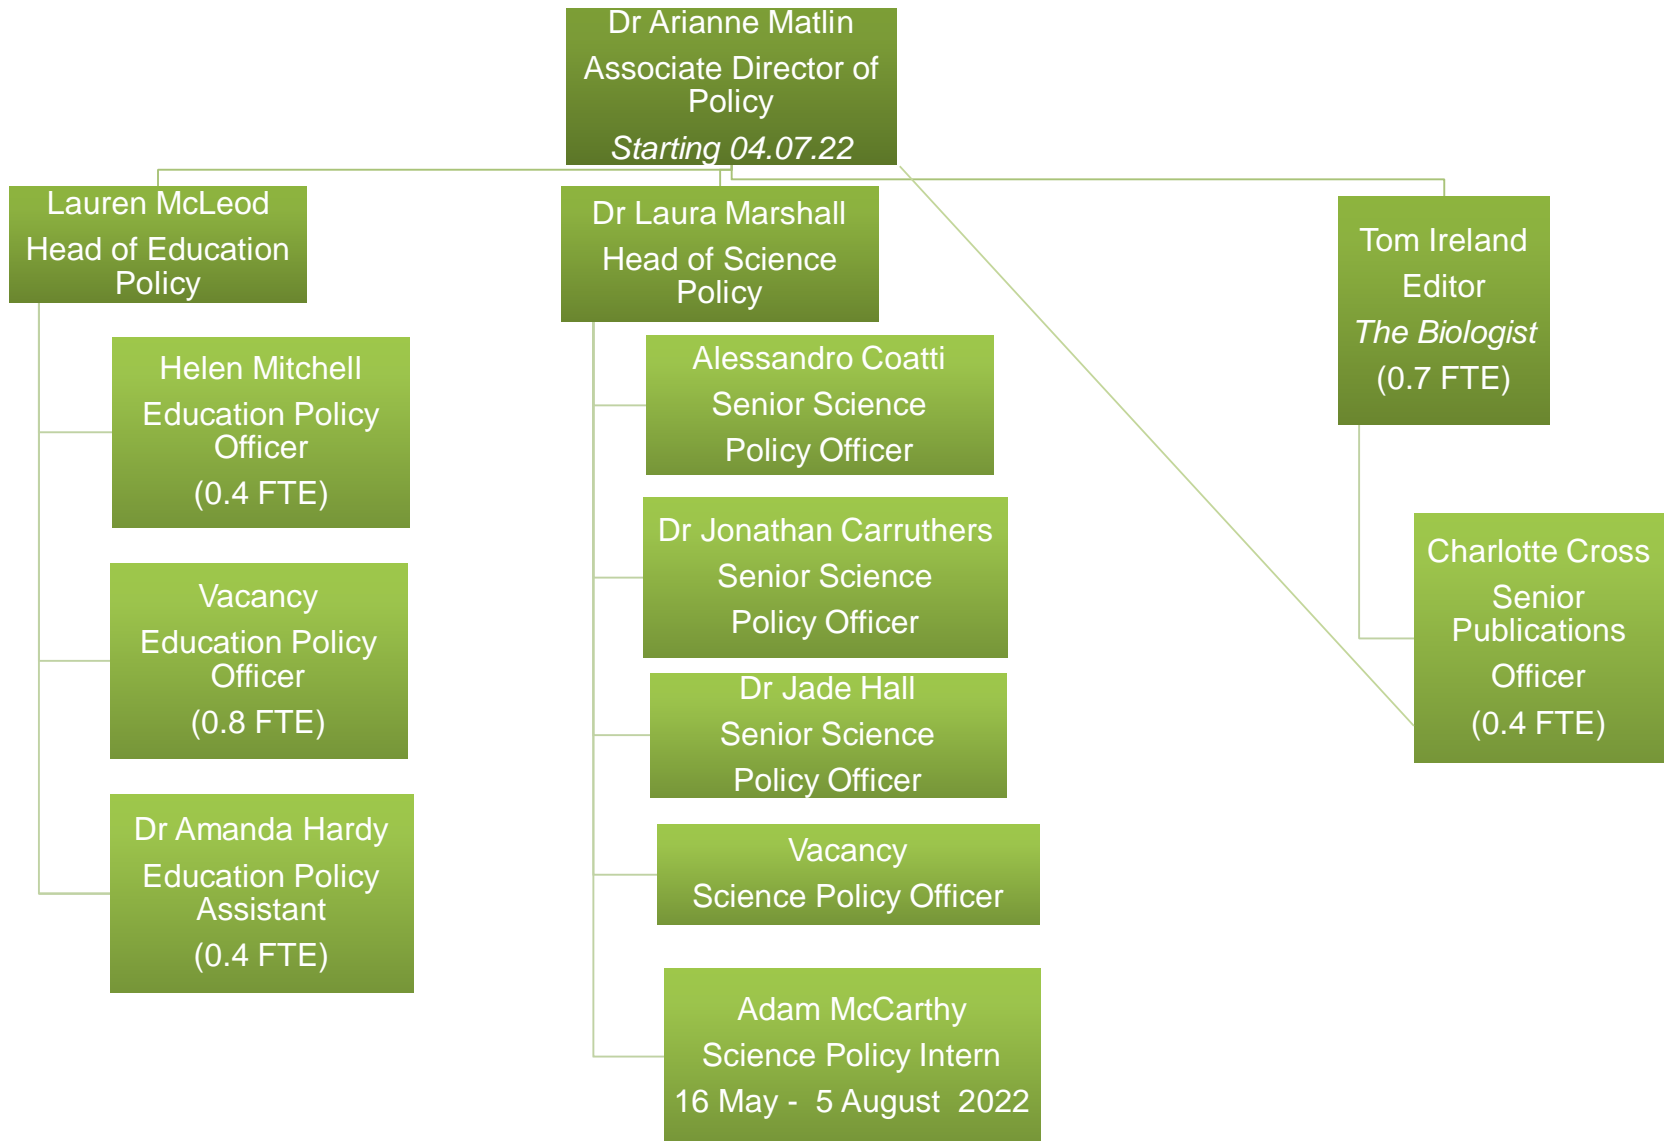 Dr Arianne Matlin
Associate Director of
Policy
Starting 04.07.22
Lauren McLeod
Head of Education
Policy
Helen Mitchell
Education Policy
Officer
(0.4 FTE)
Vacancy
Education Policy
Officer
(0.8 FTE)
Dr Amanda Hardy
Education Policy
Assistant
(0.4 FTE)
Dr Laura Marshall
Head of Science
Policy
Alessandro Coatti
Senior Science
Policy Officer
Dr Jonathan Carruthers
Senior Science
Policy Officer
Dr Jade Hall
Senior Science
Policy Officer
Vacancy
Science Policy Officer
Adam McCarthy
Science Policy Intern
16 May -  5 August  2022
Tom Ireland
Editor
The Biologist
(0.7 FTE)
Charlotte Cross
Senior
Publications
Officer
(0.4 FTE)